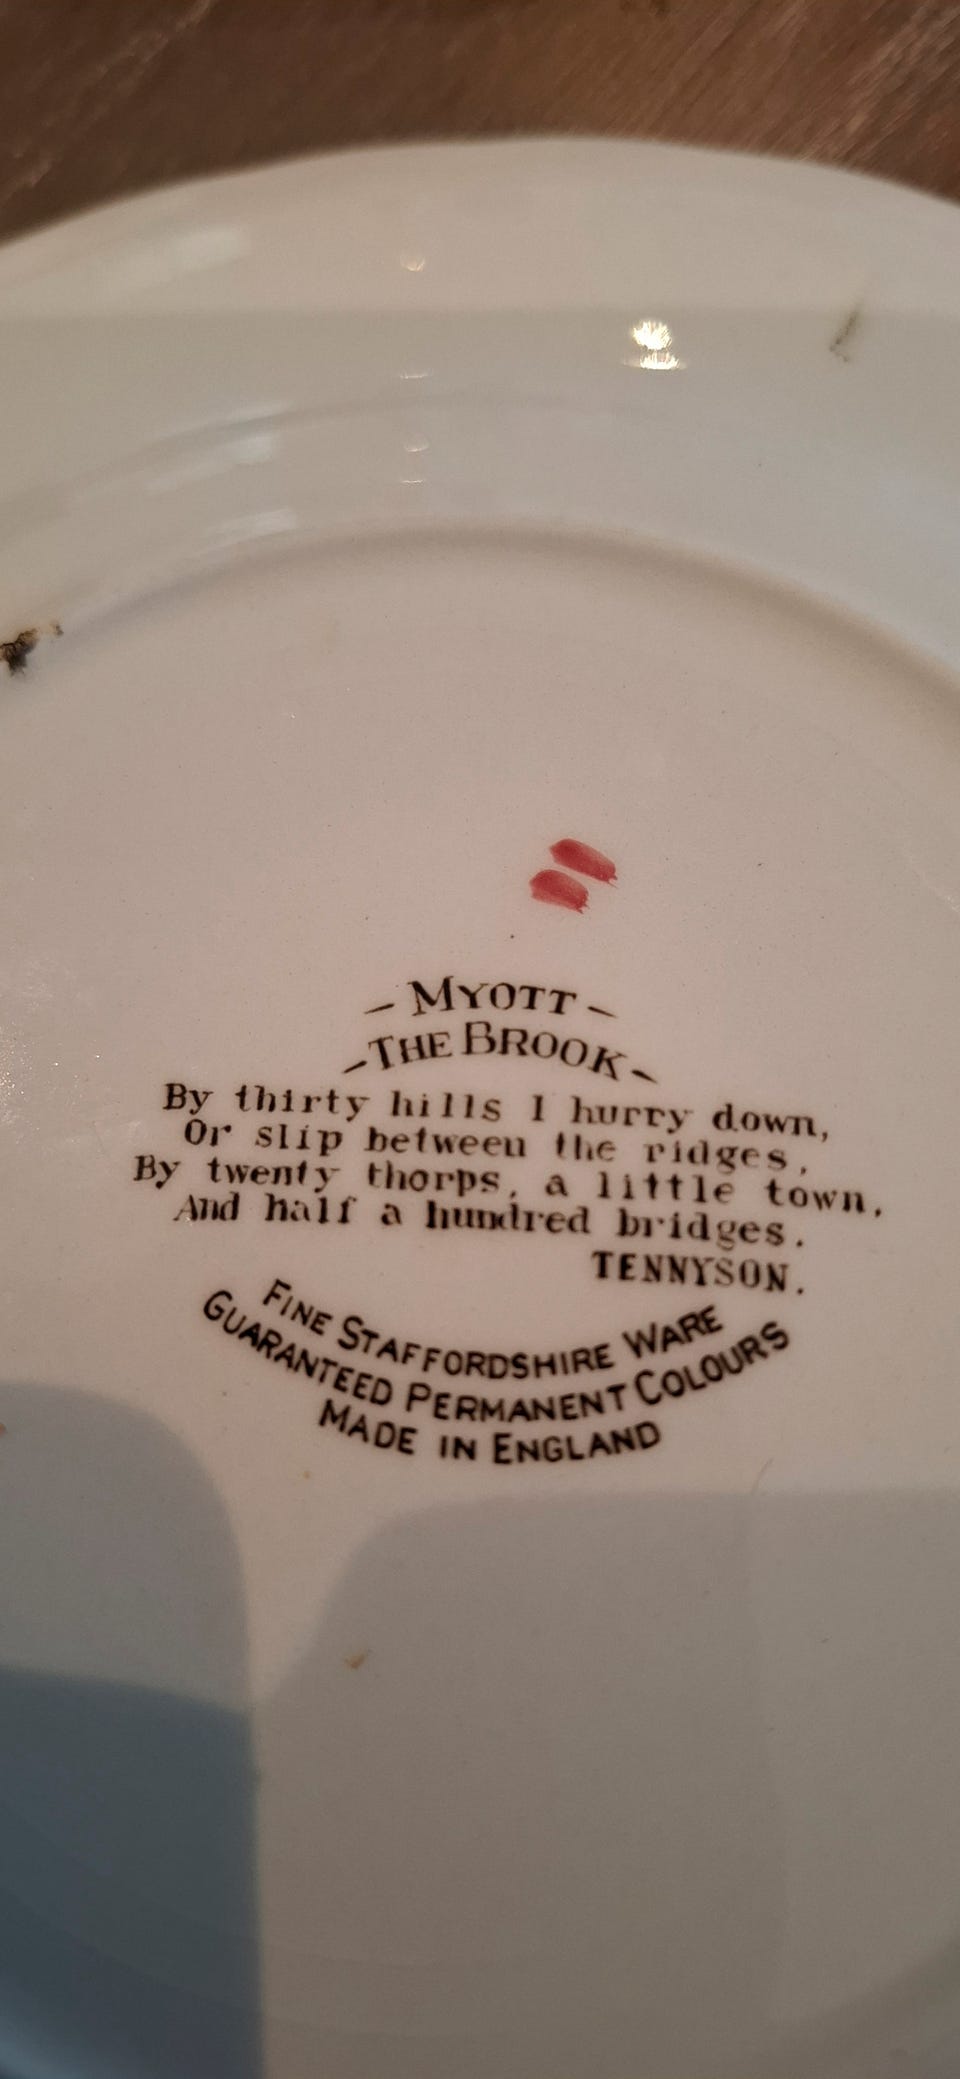 - MYOTT -
- THE BROOK -
By thirty hills I hurry down,
Or slip between the ridges,
By twenty thorps, a little town,
And half a hundred bridges.
TENNYSON.
FINE STAFFORDSHIRE WARE
GUARANTEED PERMANENT COLOURS
MADE IN ENGLAND